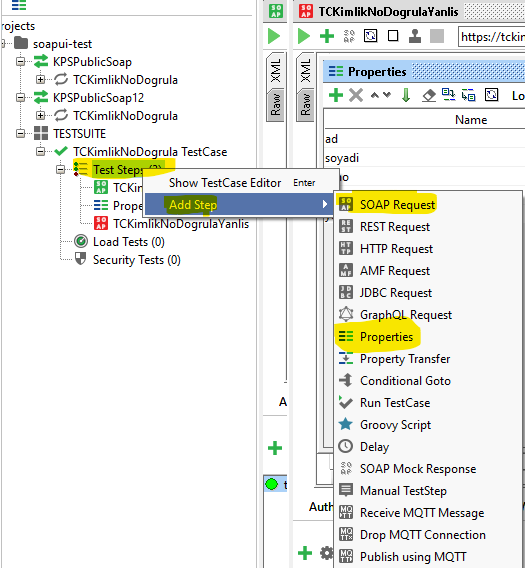 rojects
soapui-test
KPSPublicSoap
TCKimlikNoDogrula
KPSPublicSoap12
TCKimlikNoDogrula
TESTSUITE
TCKimlikNoDogrula TestCase
Test Steps (3)
TCKim
Prope
TCKimlikNoDogrulaYanlis
Load Tests (0)
Security Tests (0)
Show TestCase Editor Enter
Add Step
SOAP Request
REST Request
HTTP Request
AMF Request
JDBC Request
GraphQL Request
Properties
Property Transfer
Conditional Goto
Run TestCase
Groovy Script
Delay
SOAP Mock Response
Manual TestStep
Receive MQTT Message
Drop MQTT Connection
Publish using MQTT
TCKimlikNoDogrulaYanlis
https://tckim
XML
Raw
XML
Raw
Properties
Lo
Name
ad
soyadi
no
A
t
Auth